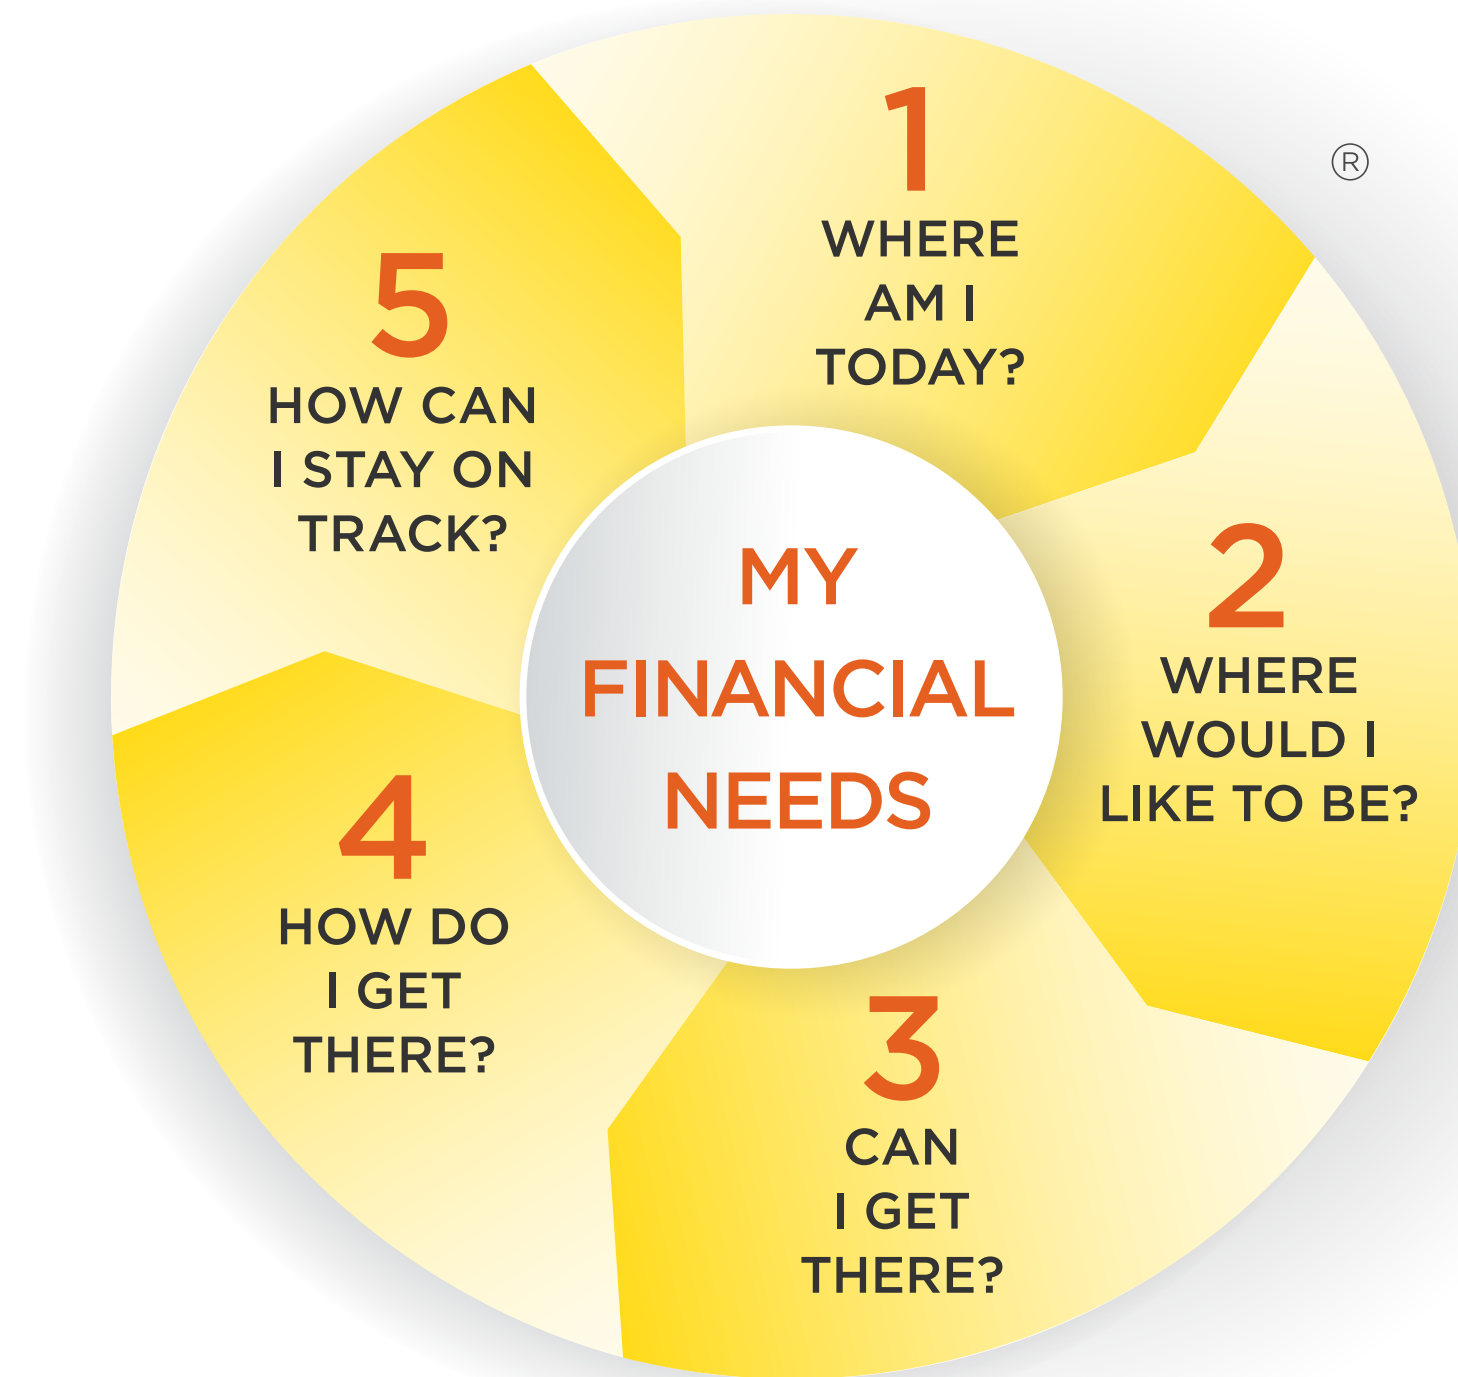 1
WHERE
AM I
TODAY?
®
2
WHERE
WOULD I
LIKE TO BE?
3
CAN
I GET
THERE?
4
HOW DO
I GET
THERE?
5
HOW CAN
I STAY ON
TRACK?
MY
FINANCIAL
NEEDS